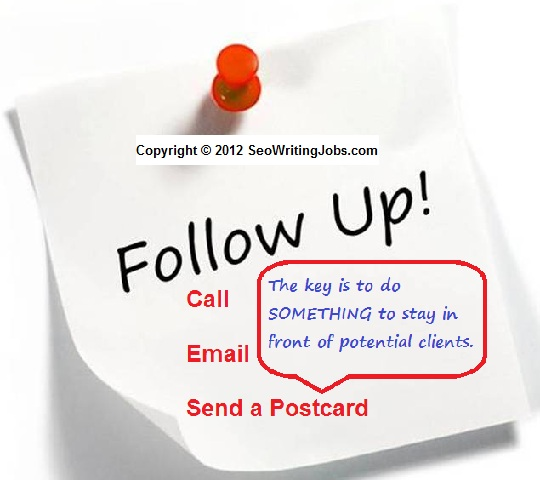 Copyright © 2012 SeoWritingJobs.com
Follow Up!
Call
The key is to do
SOMETHING to stay in
front of potential clients.
Email
Send a Postcard